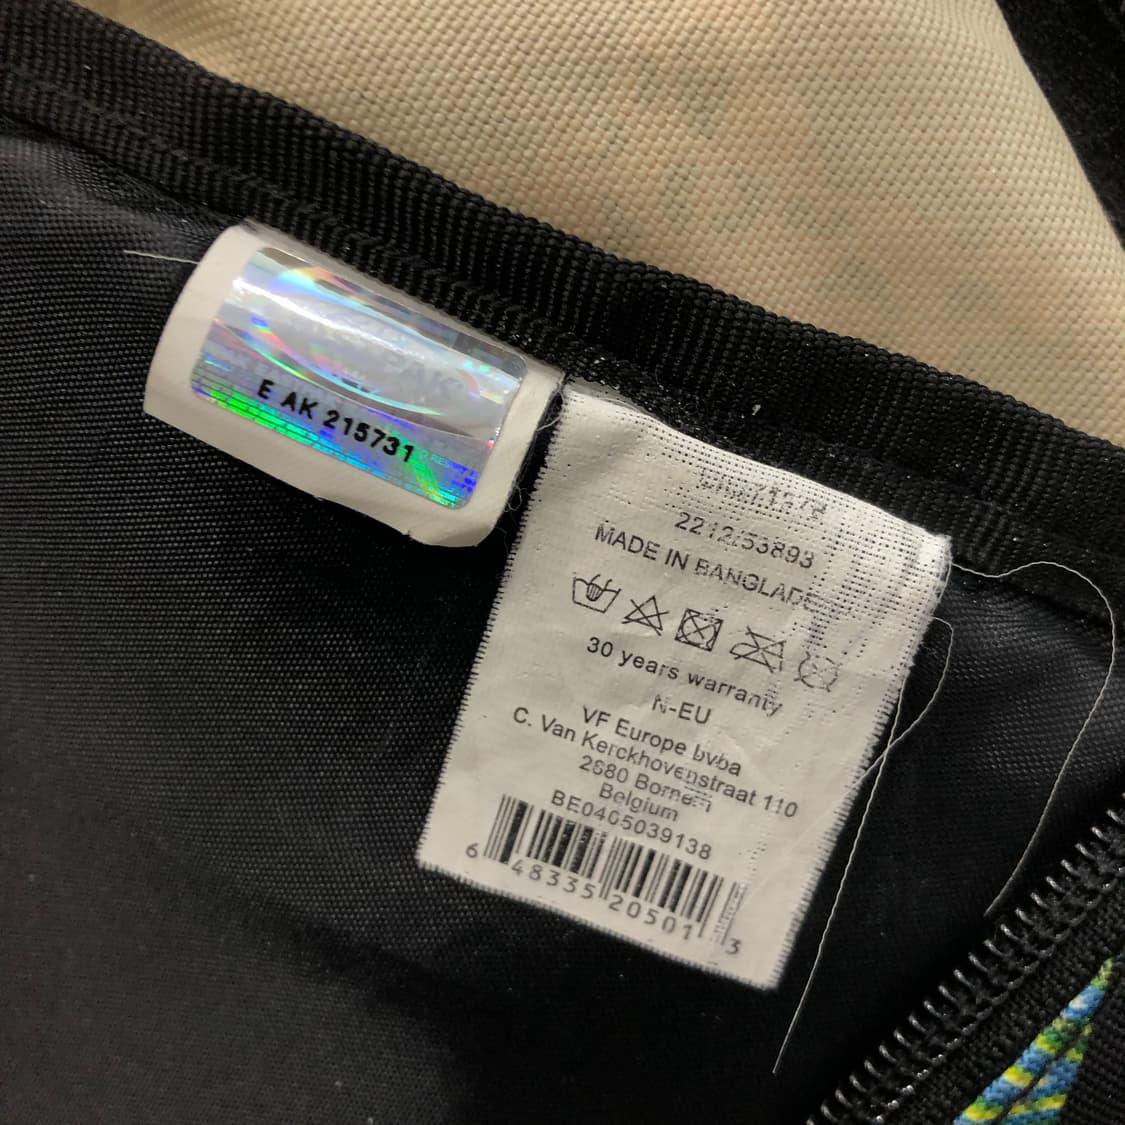 E AK 215731
2212/53893
MADE IN BANGLADE
30 years warranty
N-EU
VF Europe bvba
C. Van Kerckhovenstraat 110
2680 Bornem
Belgium
BE0405039138
6 48335 20501 3